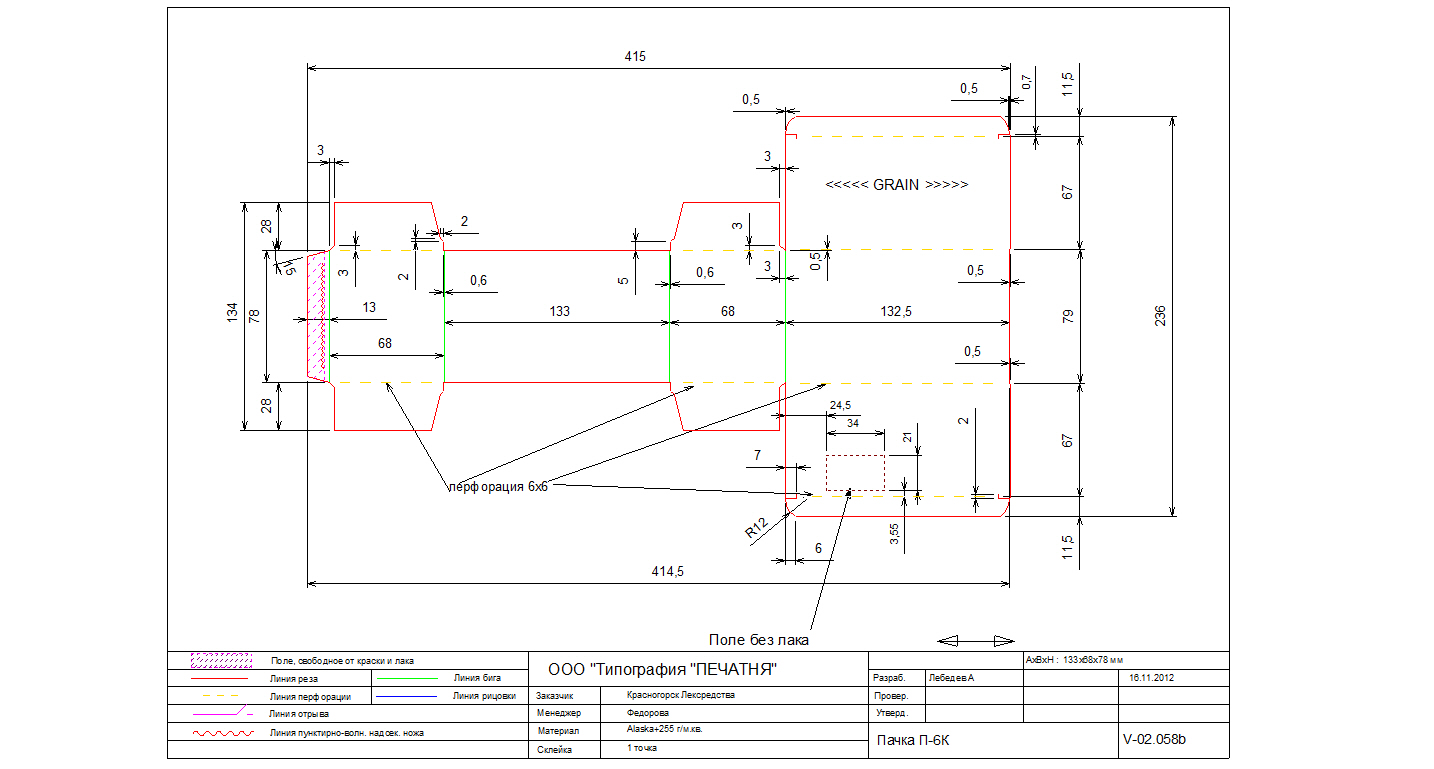 415
0,5
0,5
0,7
11,5
3
3
<<<<< GRAIN >>>>>
67
28
2
3
15
3
2
5
0,6
0,6
3
0,5
0,5
134
78
13
133
68
132,5
79
236
68
0,5
28
24,5
34
21
2
67
7
перфорация 6х6
R12
3,55
6
11,5
414,5
Поле без лака
Поле, свободное от краски и лака
Линия реза
Линия бига
Линия перфорации
Линия рицовки
Линия отрыва
Линия пунктирно-волн. надсек. ножа
ООО "Типография "ПЕЧАТНЯ"
Заказчик
Красногорск Лексредства
Менеджер
Федорова
Материал
Alaska+255 г/м.кв.
Склейка
1 точка
АхВхН : 133х68х78 мм
Разраб.
Лебедев А
16.11.2012
Провер.
Утверд.
Пачка П-6К
V-02.058b